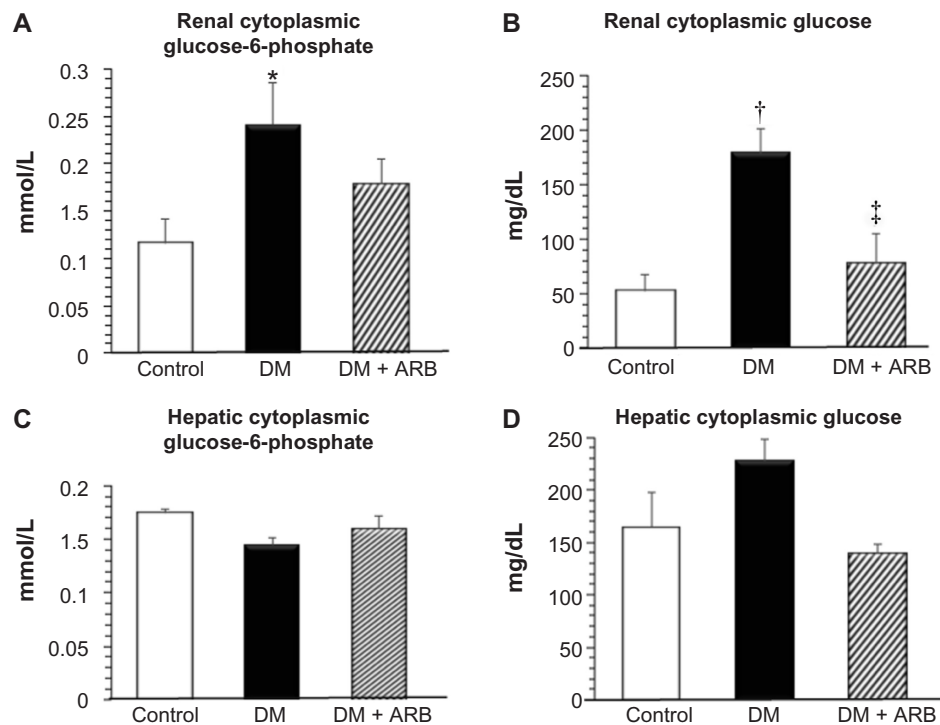 A
Renal cytoplasmic
glucose-6-phosphate
mmol/L
0.3
0.25
0.2
1.5
0.1
0.05
0
*
Control DM DM + ARB
B
Renal cytoplasmic glucose
mg/dL
250
200
150
100
50
0
†
‡
Control DM DM + ARB
C
Hepatic cytoplasmic
glucose-6-phosphate
mmol/L
0.2
1.5
0.1
0.05
0
Control DM DM + ARB
D
Hepatic cytoplasmic glucose
mg/dL
250
200
150
100
50
0
Control DM DM + ARB